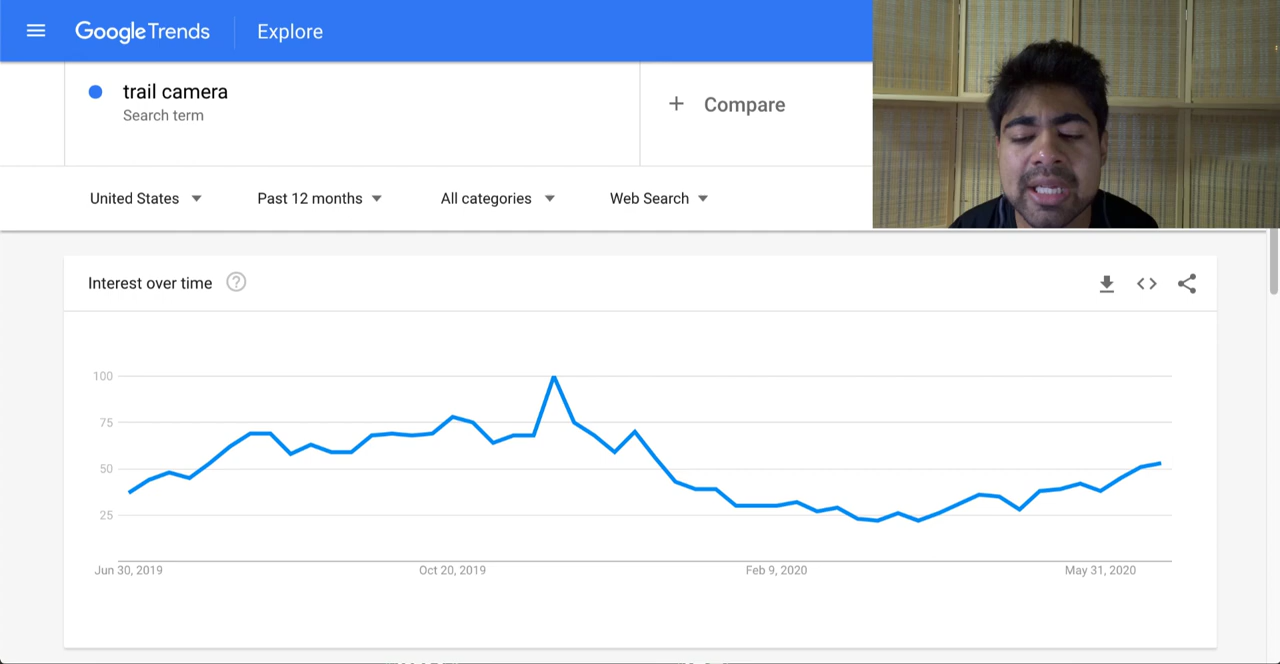 Google Trends Explore
trail camera
Search term
+ Compare
United States Past 12 months All categories Web Search
Interest over time ?
100
75
50
25
Jun 30, 2019 Oct 20, 2019 Feb 9, 2020 May 31, 2020